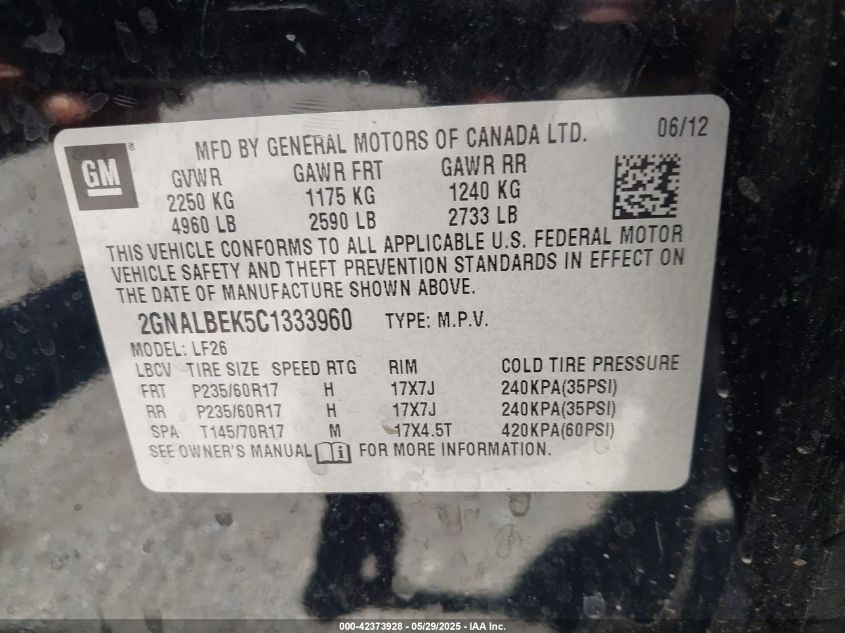 MFD BY GENERAL MOTORS OF CANADA LTD. 06/12
GM ®
GVWR GAWR FRT GAWR RR
2250 KG 1175 KG 1240 KG
4960 LB 2590 LB 2733 LB
THIS VEHICLE CONFORMS TO ALL APPLICABLE U.S. FEDERAL MOTOR
VEHICLE SAFETY AND THEFT PREVENTION STANDARDS IN EFFECT ON
THE DATE OF MANUFACTURE SHOWN ABOVE.
2GNALBEK5C1333960 TYPE: M.P.V.
MODEL: LF26
LBCV TIRE SIZE SPEED RTG RIM COLD TIRE PRESSURE
FRT P235/60R17 H 17X7J 240KPA(35PSI)
RR P235/60R17 H 17X7J 240KPA(35PSI)
SPA T145/70R17 M 17X4.5T 420KPA(60PSI)
SEE OWNER'S MANUAL i FOR MORE INFORMATION.
000-42373928 - 05/29/2025 - IAA Inc.